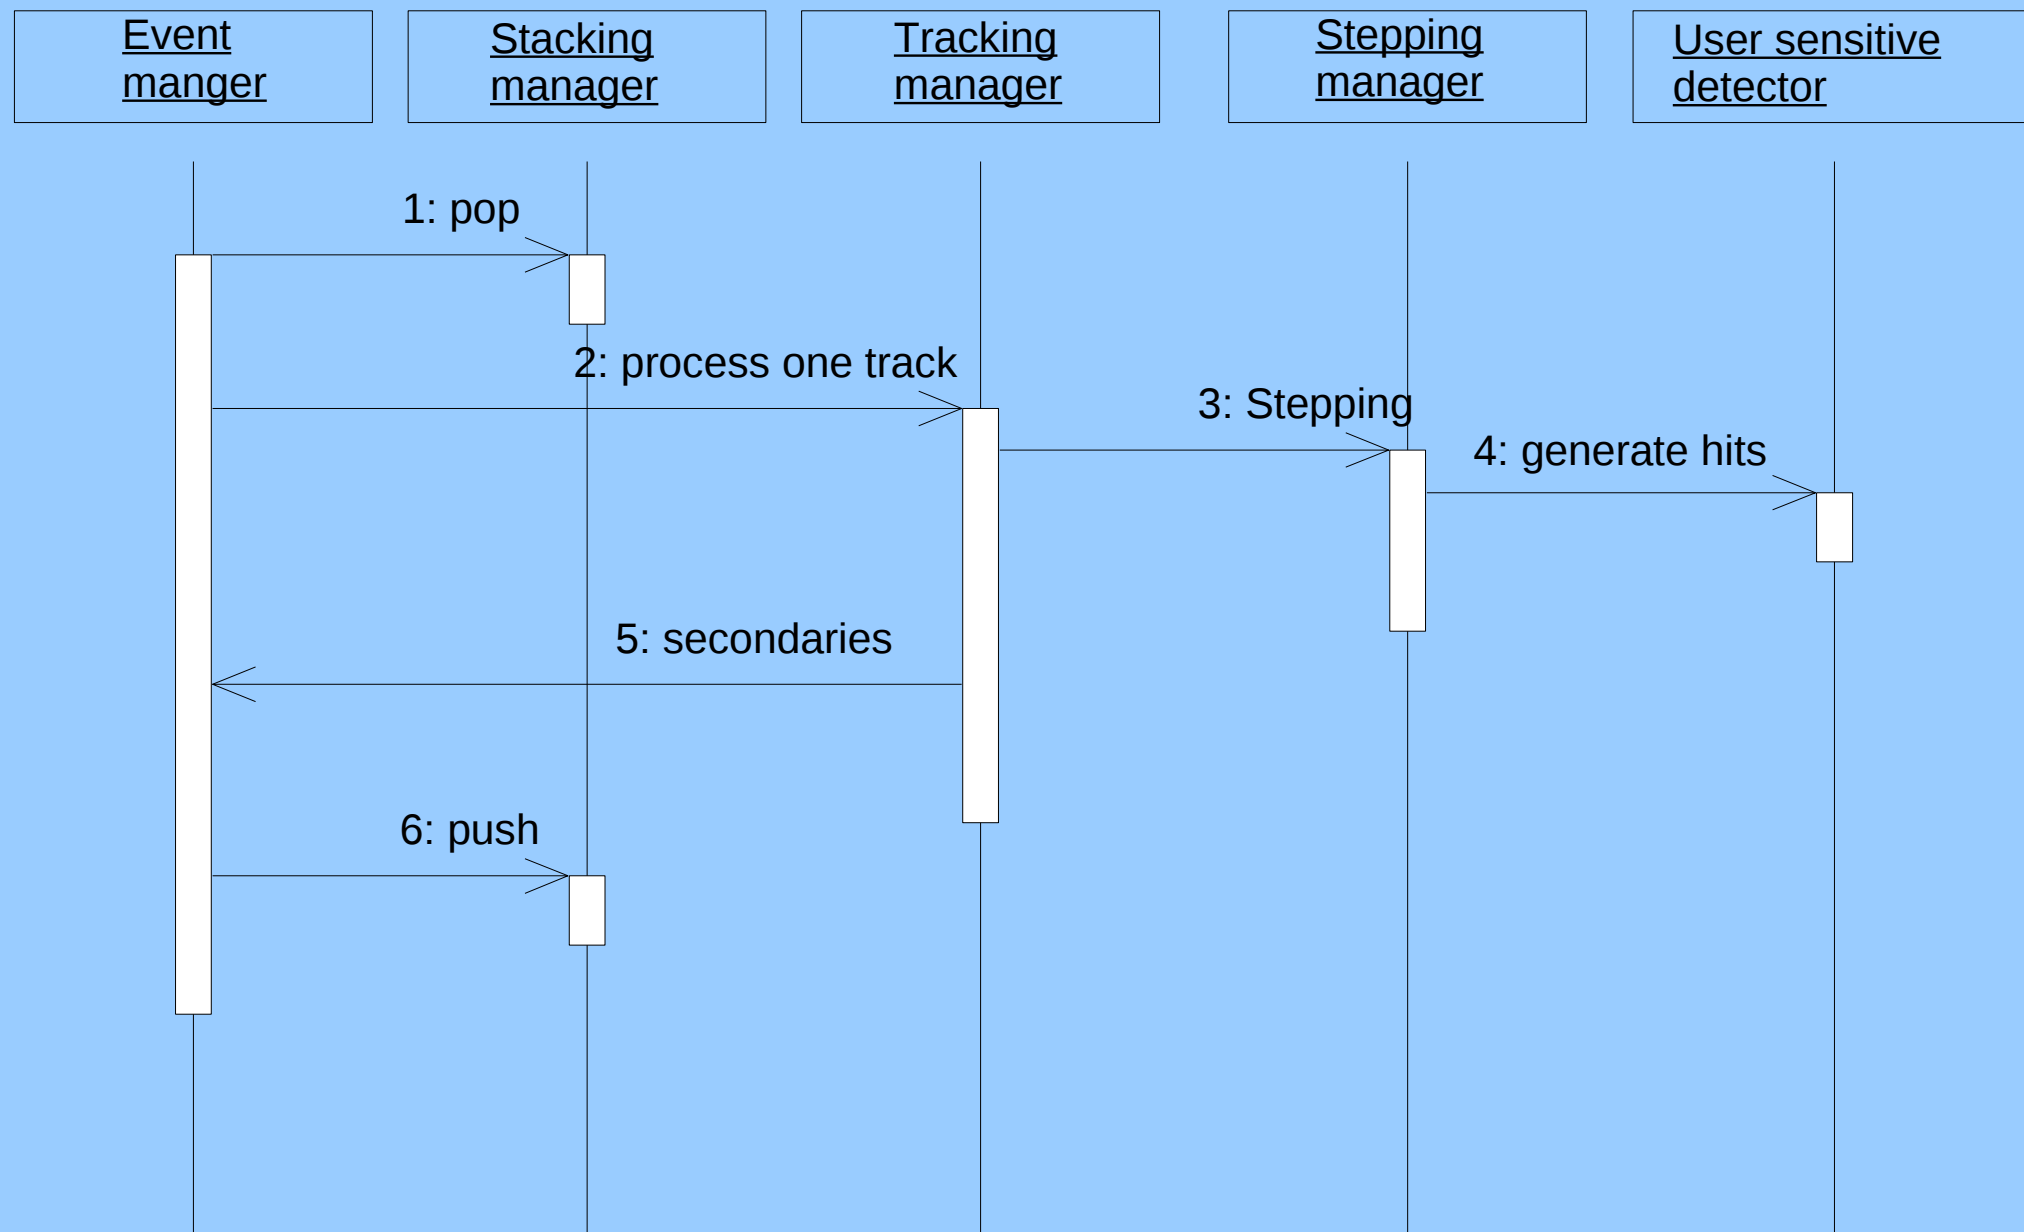 Event
manger
Stacking
manager
Tracking
manager
Stepping
manager
User sensitive
detector
1: pop
2: process one track
3: Stepping
4: generate hits
5: secondaries
6: push